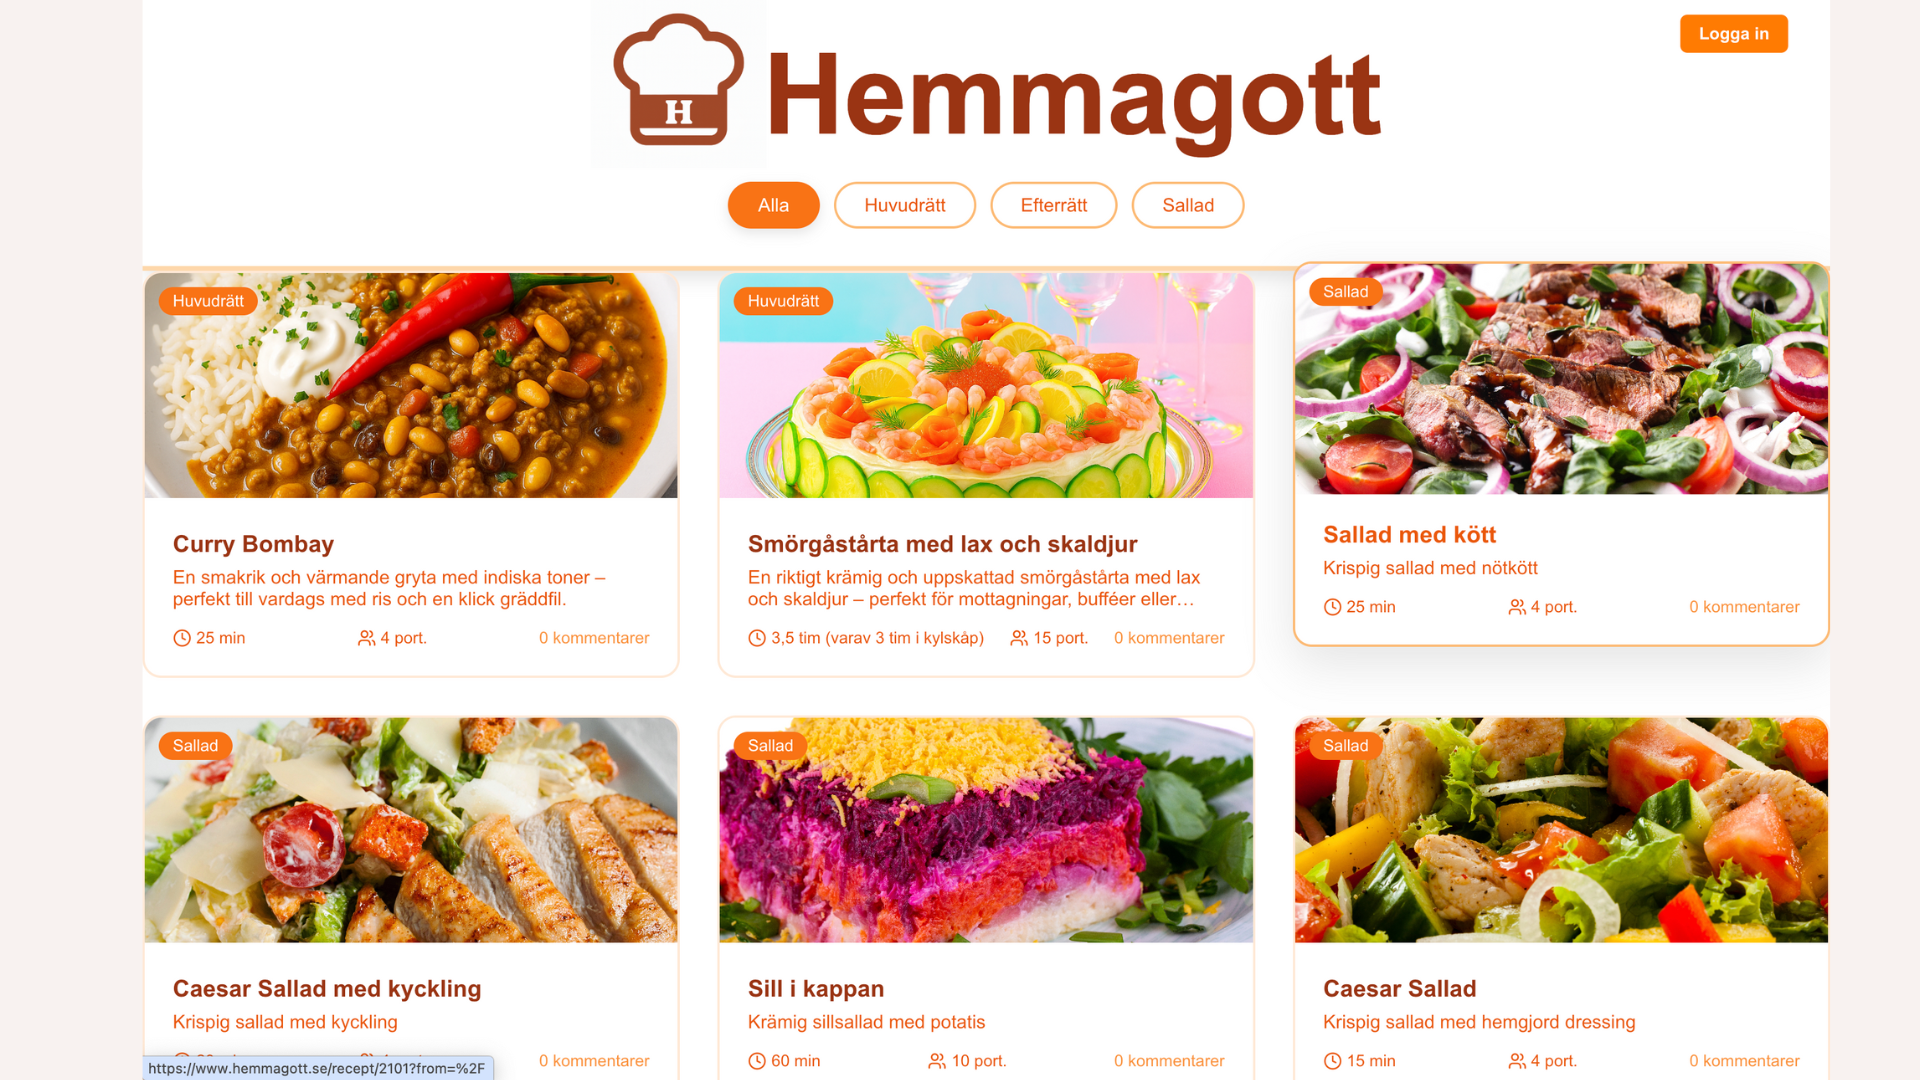 H
Hemmagott
Logga in
Alla
Huvudrätt
Efterrätt
Sallad
Huvudrätt
Curry Bombay
En smakrik och värmande gryta med indiska toner –
perfekt till vardags med ris och en klick gräddfil.
25 min
4 port.
0 kommentarer
Huvudrätt
Smörgåstårta med lax och skaldjur
En riktigt krämig och uppskattad smörgåstårta med lax
och skaldjur – perfekt för mottagningar, bufféer eller…
3,5 tim (varav 3 tim i kylskåp)
15 port.
0 kommentarer
Sallad
Sallad med kött
Krispig sallad med nötkött
25 min
4 port.
0 kommentarer
Sallad
Caesar Sallad med kyckling
Krispig sallad med kyckling
0 kommentarer
Sallad
Sill i kappan
Krämig sillsallad med potatis
60 min
10 port.
0 kommentarer
Sallad
Caesar Sallad
Krispig sallad med hemgjord dressing
15 min
4 port.
0 kommentarer
https://www.hemmagott.se/recept/2101?from=%2F